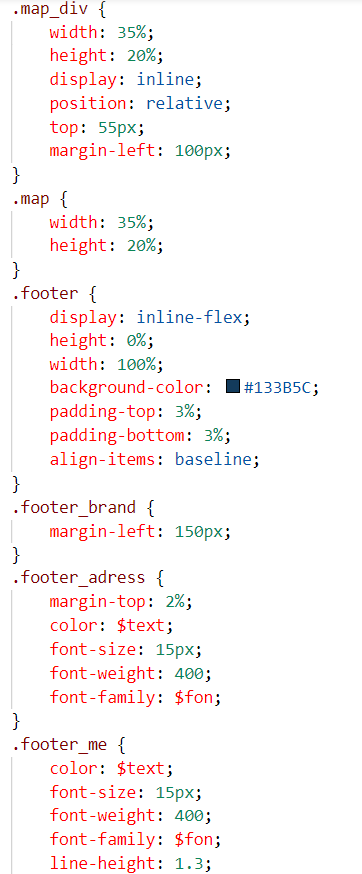 .map_div {
    width: 35%;
    height: 20%;
    display: inline;
    position: relative;
    top: 55px;
    margin-left: 100px;
}
.map {
    width: 35%;
    height: 20%;
}
.footer {
    display: inline-flex;
    height: 0%;
    width: 100%;
    background-color: #133B5C;
    padding-top: 3%;
    padding-bottom: 3%;
    align-items: baseline;
}
.footer_brand {
    margin-left: 150px;
}
.footer_adress {
    margin-top: 2%;
    color: $text;
    font-size: 15px;
    font-weight: 400;
    font-family: $fon;
}
.footer_me {
    color: $text;
    font-size: 15px;
    font-weight: 400;
    font-family: $fon;
    line-height: 1.3;